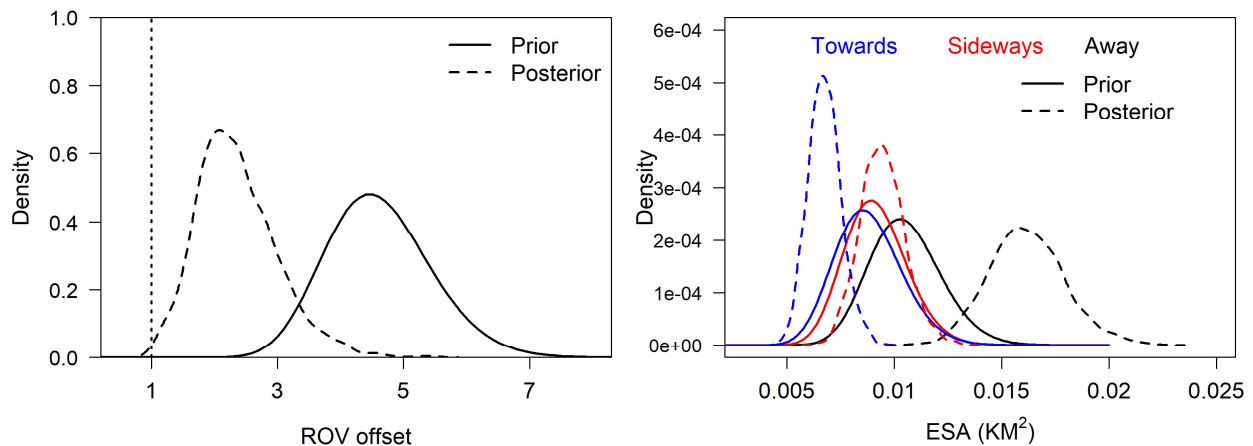 1.0
0.8
0.6
0.4
0.2
0.0
Density
Prior
Posterior
1 3 5 7
ROV offset
6e-04
5e-04
4e-04
3e-04
2e-04
1e-04
0e+00
Density
Towards Sideways Away
Prior
Posterior
0.005 0.01 0.015 0.02 0.025
ESA (KM²)